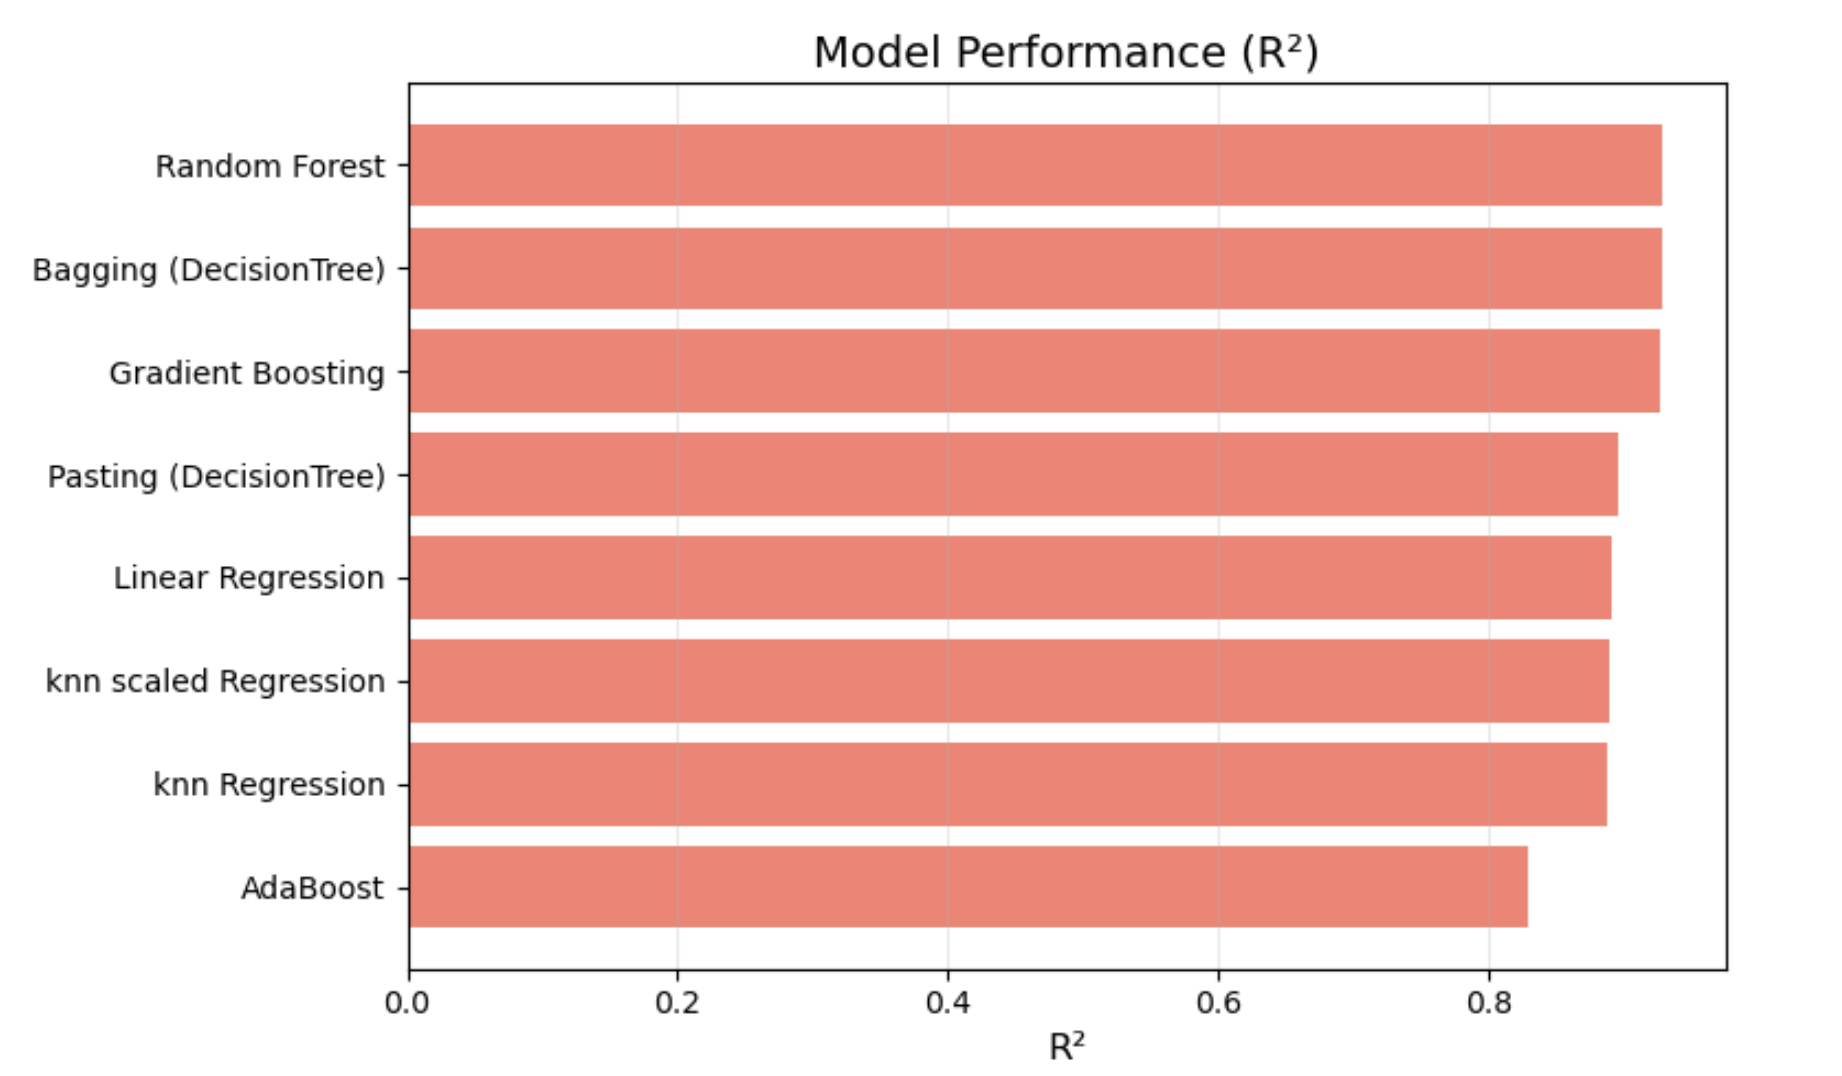 Model Performance (R²)
Random Forest
Bagging (DecisionTree)
Gradient Boosting
Pasting (DecisionTree)
Linear Regression
knn scaled Regression
knn Regression
AdaBoost
0.0 0.2 0.4 0.6 0.8
R²